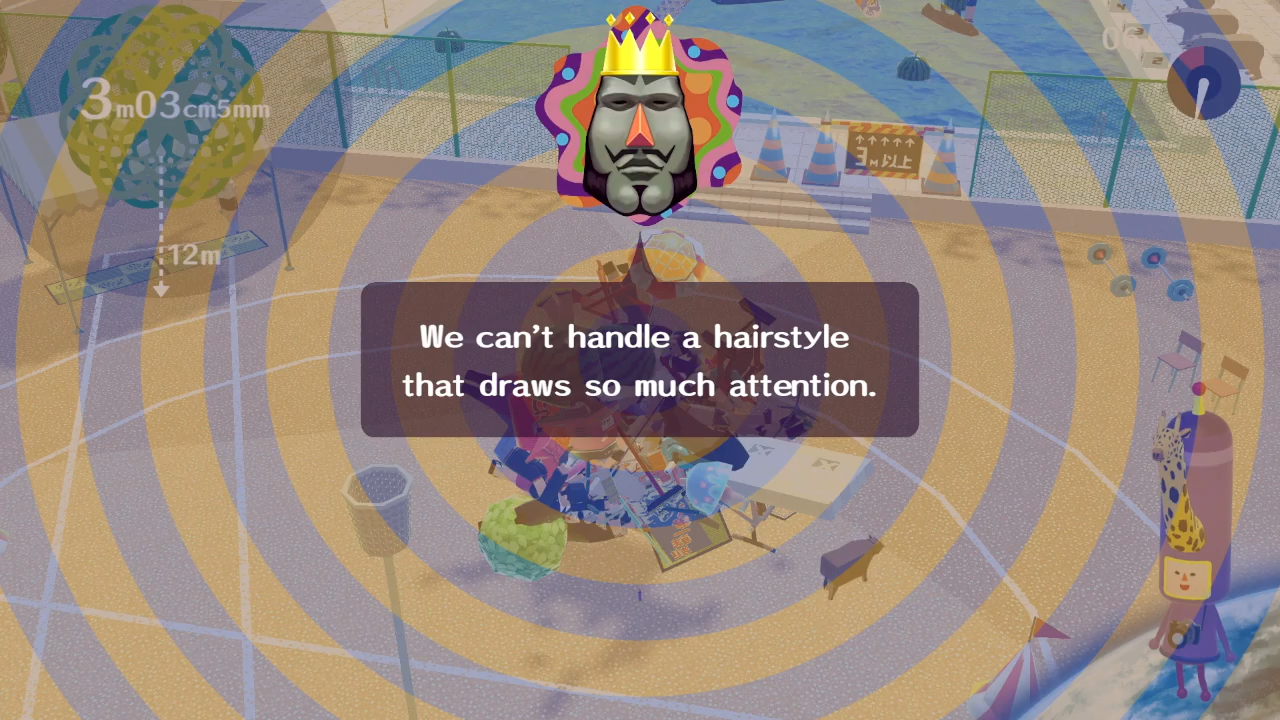 3m03cm5mm
12m
↑↑↑↑↑
3M以上
We can't handle a hairstyle
that draws so much attention.